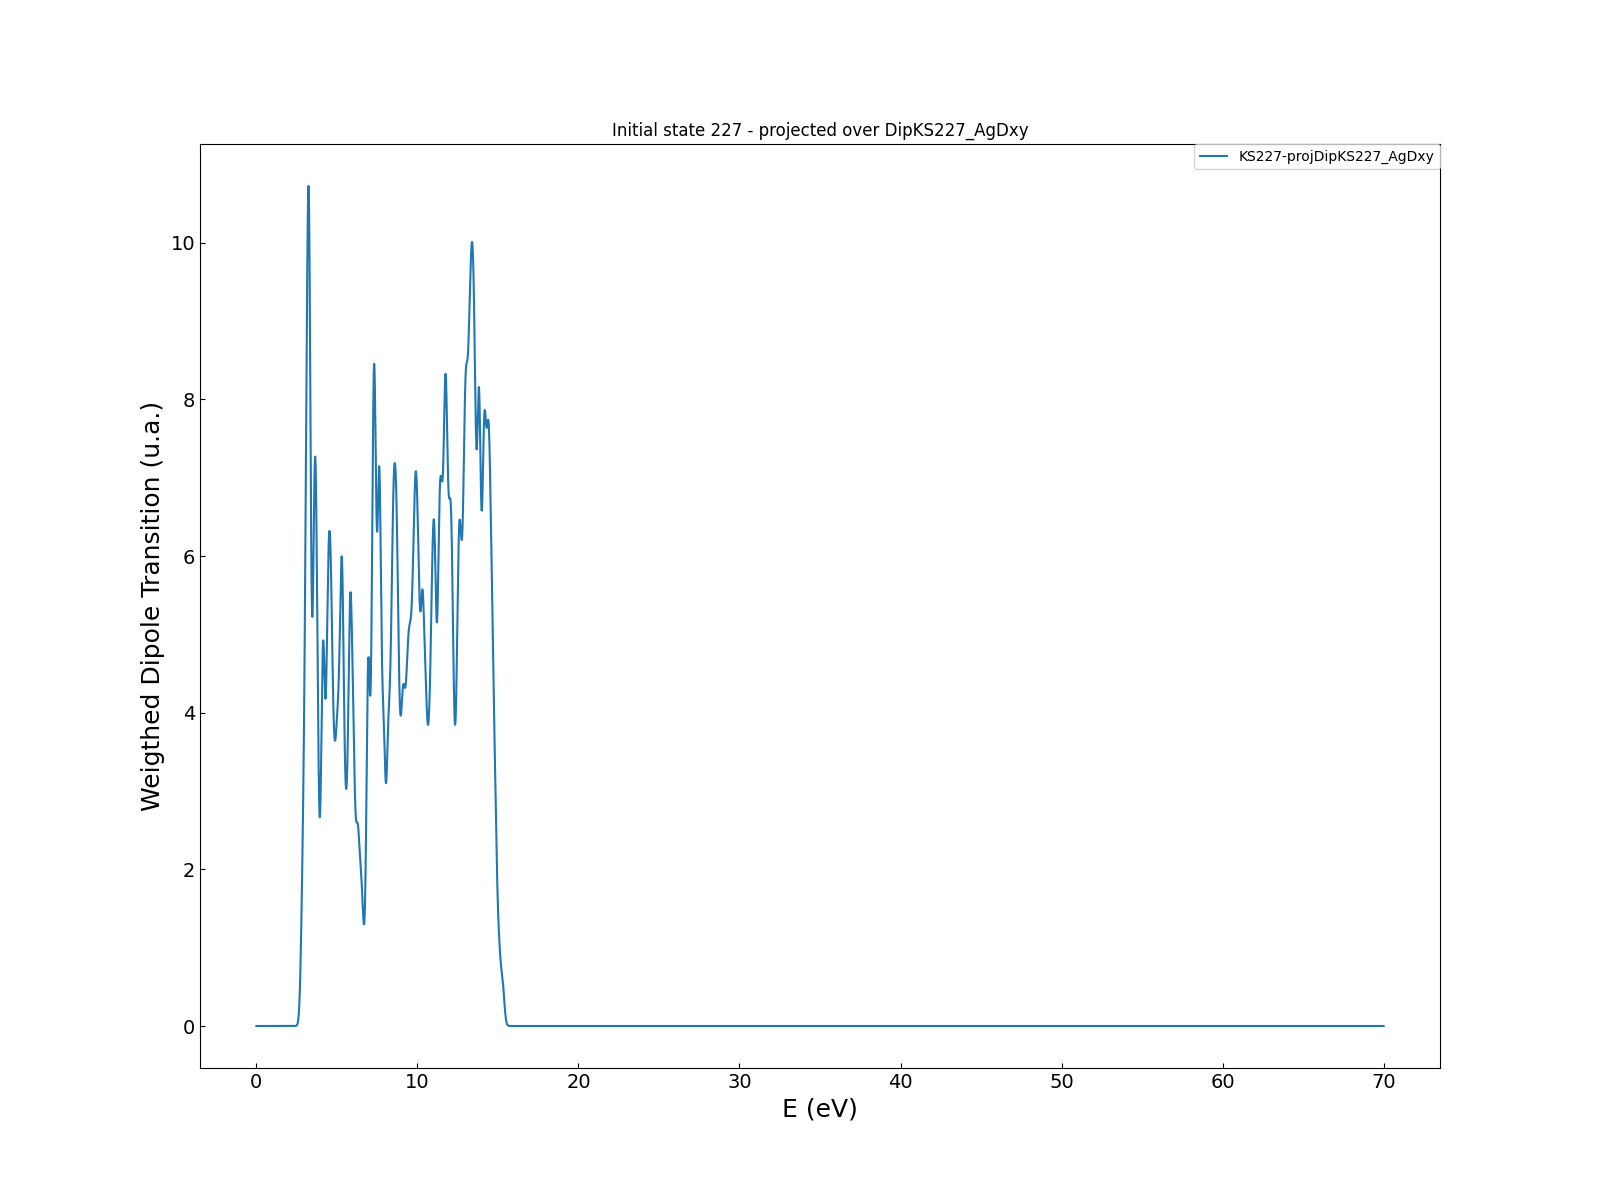 Initial state 227 - projected over DipKS227_AgDxy
KS227-projDipKS227_AgDxy
Weigthed Dipole Transition (u.a.)
10
8
6
4
2
0
0 10 20 30 40 50 60 70
E (eV)